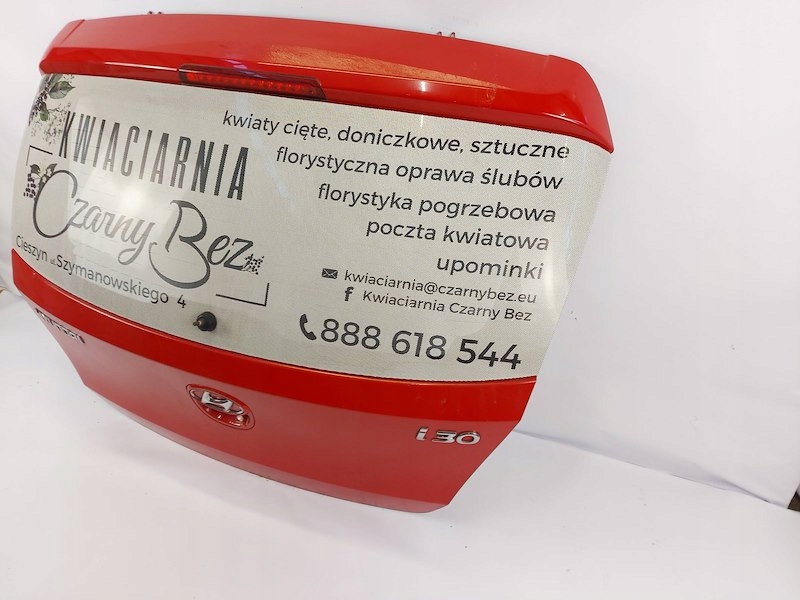 KWIACIARNIA
Czarny Bez
Cieszyn ul.Szymanowskiego 4
kwiaty cięte, doniczkowe, sztuczne
florystyczna oprawa ślubów
florystyka pogrzebowa
poczta kwiatowa
upominki
kwiaciarnia@czarnybez.eu
f Kwiaciarnia Czarny Bez
888 618 544
i30